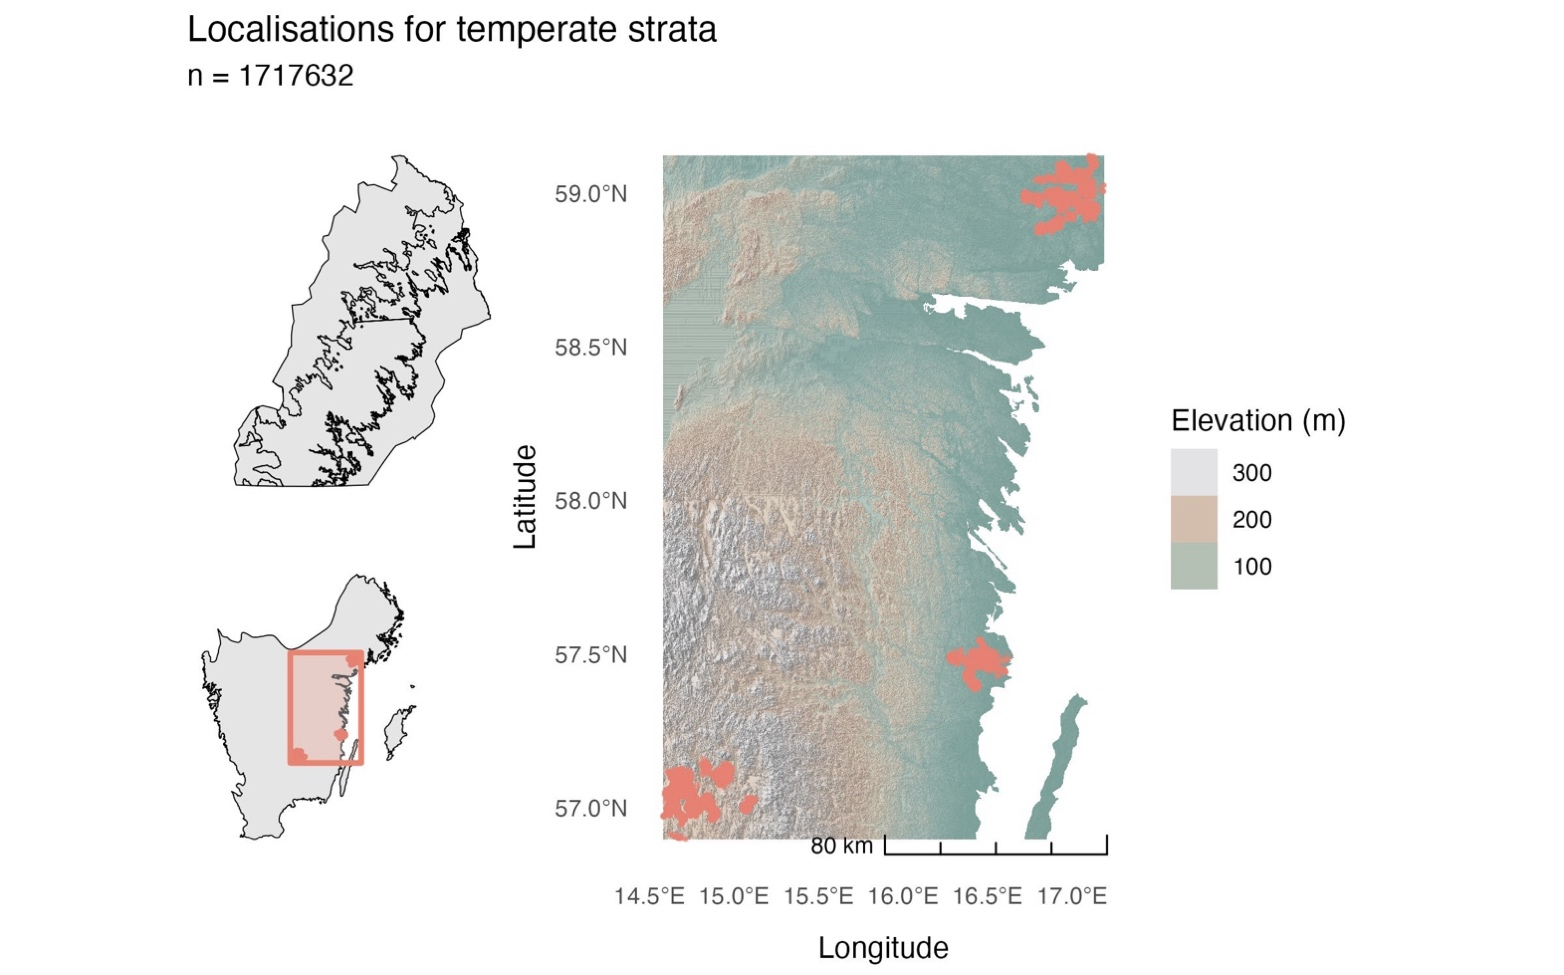 Localisations for temperate strata
n = 1717632
59.0°N
58.5°N
58.0°N
57.5°N
57.0°N
Latitude
80 km
14.5°E 15.0°E 15.5°E 16.0°E 16.5°E 17.0°E
Longitude
Elevation (m)
300
200
100